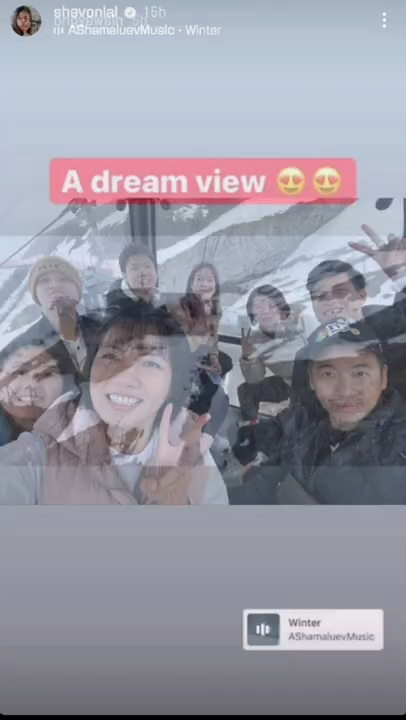 shevonlal 15h
AShamaluevMusic • Winter
A dream view 😍😍
Winter
AShamaluevMusic